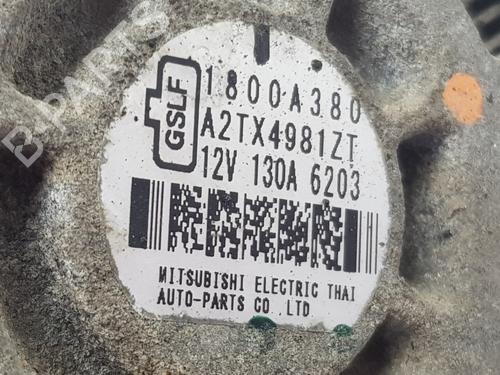 1800A380
GSLF
A2TX4981ZT
12V 130A 6203
MITSUBISHI ELECTRIC THAI
AUTO-PARTS CO.,LTD
B-PARTS